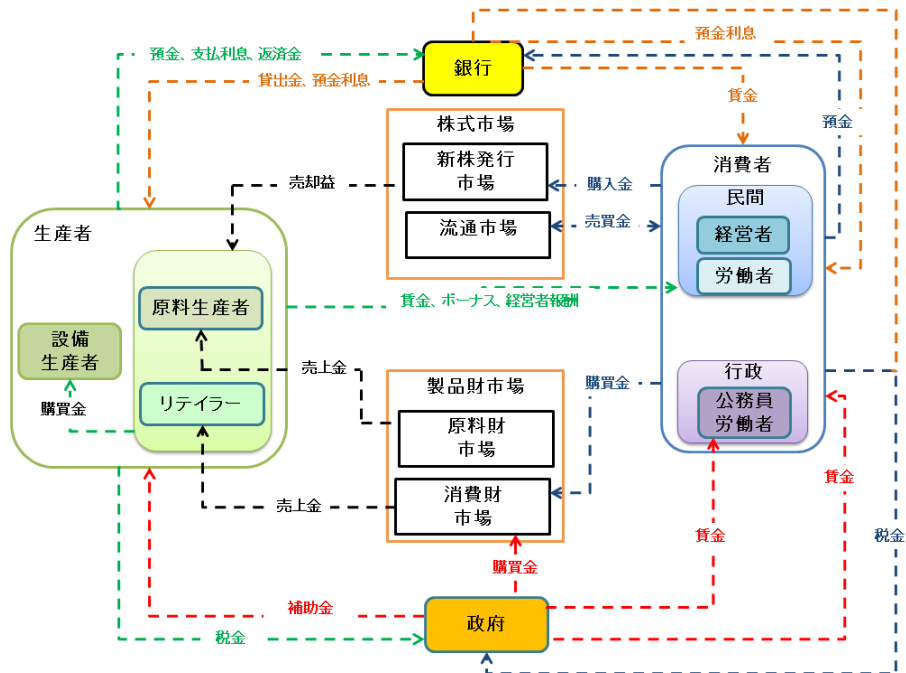 預金利息
預金、支払利息、返済金
銀行
貸出金、預金利息
賃金
預金
株式市場
新株発行
市場
売却益
購入金
流通市場
売買金
消費者
民間
経営者
労働者
生産者
原料生産者
賃金、ボーナス、経営者報酬
設備
生産者
売上金
製品財市場
購買金
行政
公務員
労働者
リテイラー
購買金
原料財
市場
消費財
市場
売上金
賃金
賃金
税金
購買金
補助金
政府
税金